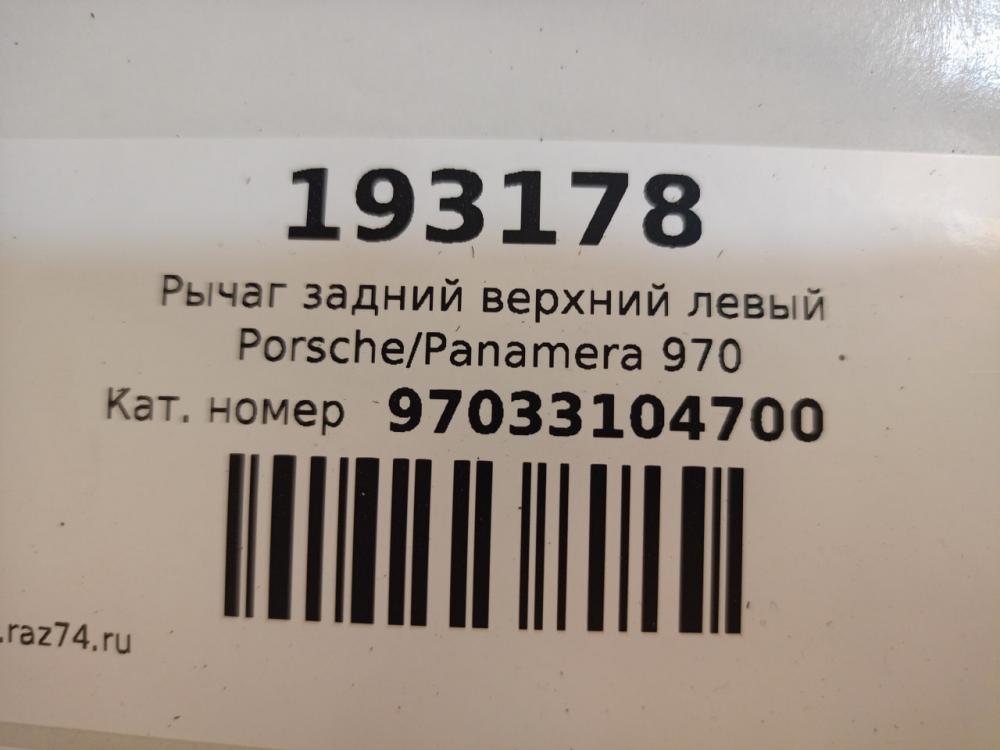 193178
Рычаг задний верхний левый
Porsche/Panamera 970
Кат. номер 97033104700
.raz74.ru